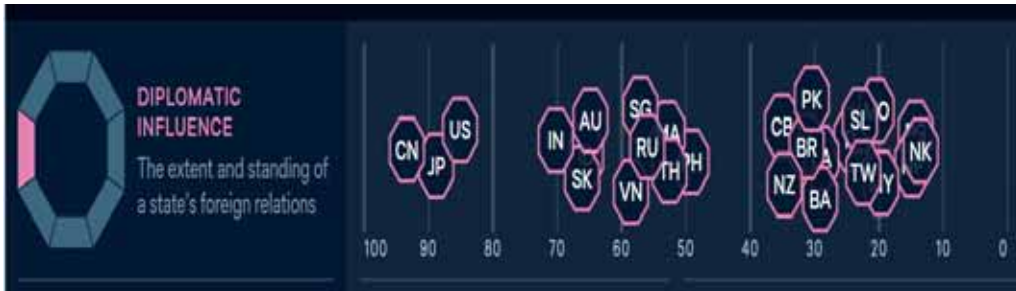 DIPLOMATIC
INFLUENCE
The extent and standing of
a state's foreign relations
CN
JP
US
IN
AU
SK
SG
VN
RU
TH
CB
NZ
PK
BR
BA
SL
TW
NK
100 90 80 70 60 50 40 30 20 10 0